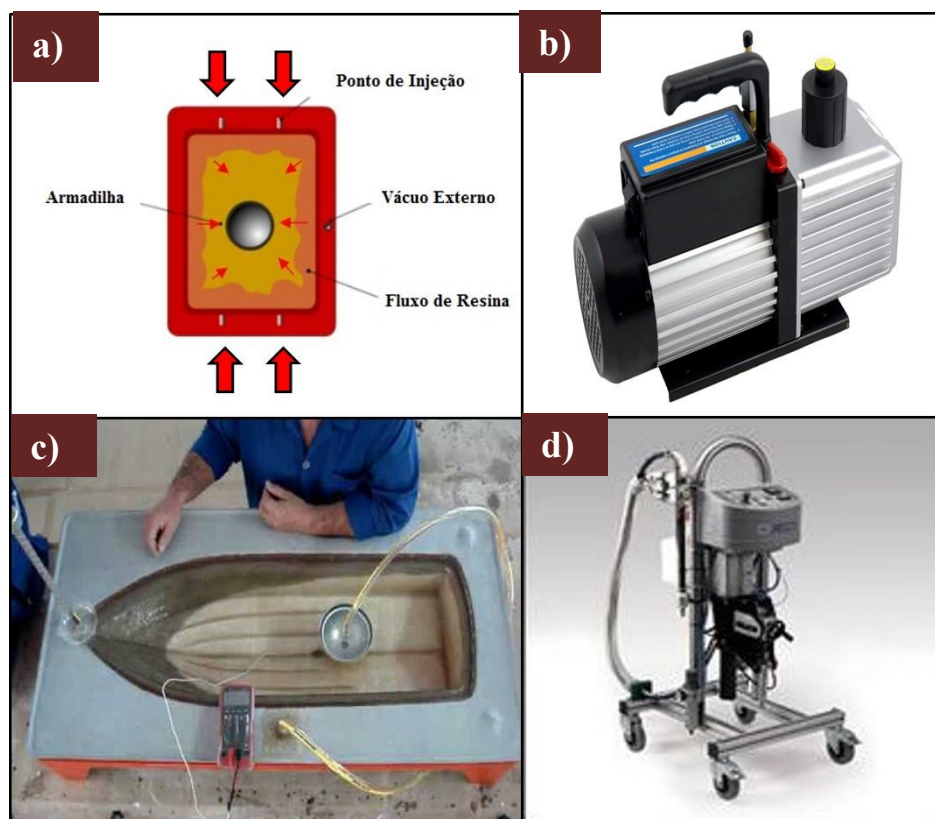 a)
Ponto de Injeção
Armadilha
Vácuo Externo
Fluxo de Resina
b)
CAUTION
c)
d)